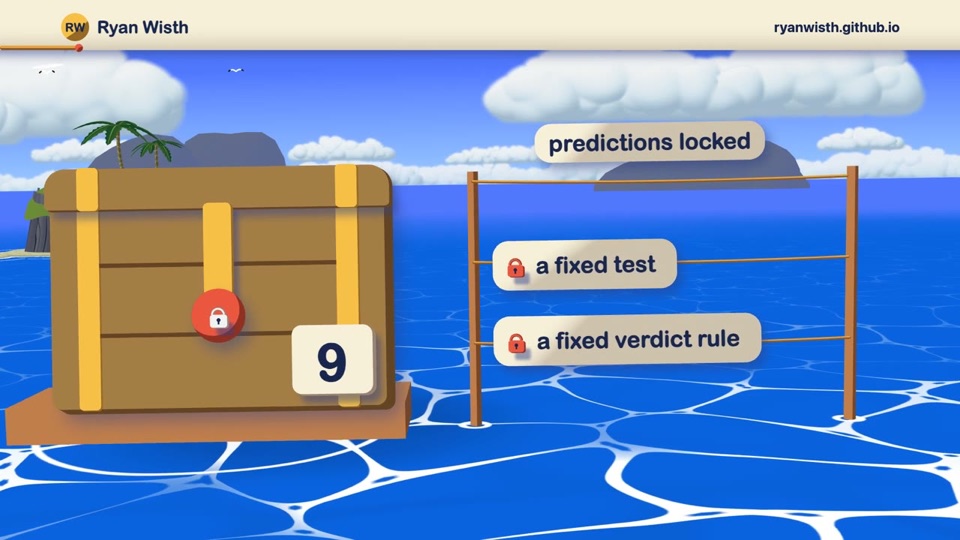 RW Ryan Wisth
ryanwisth.github.io
predictions locked
a fixed test
a fixed verdict rule
9